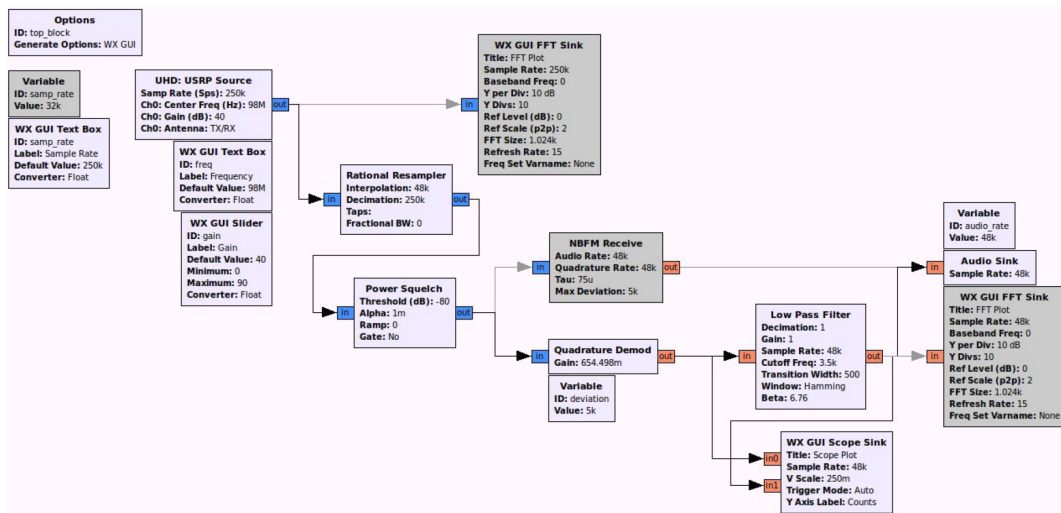 Options
ID: top_block
Generate Options: WX GUI
Variable
ID: samp_rate
Value: 32k
WX GUI Text Box
ID: samp_rate
Label: Sample Rate
Default Value: 250k
Converter: Float
UHD: USRP Source
Samp Rate (Sps): 250k
Ch0: Center Freq (Hz): 98M
Ch0: Gain (dB): 40
Ch0: Antenna: TX/RX
out
WX GUI Text Box
ID: freq
Label: Frequency
Default Value: 98M
Converter: Float
WX GUI Slider
ID: gain
Label: Gain
Default Value: 40
Minimum: 0
Maximum: 90
Converter: Float
in
WX GUI FFT Sink
Title: FFT Plot
Sample Rate: 250k
Baseband Freq: 0
Y per Div: 10 dB
Y Divs: 10
Ref Level (dB): 0
Ref Scale (p2p): 2
FFT Size: 1.024k
Refresh Rate: 15
Freq Set Varname: None
in
Rational Resampler
Interpolation: 48k
Decimation: 250k
Taps:
Fractional BW: 0
out
in
Power Squelch
Threshold (dB): -80
Alpha: 1m
Ramp: 0
Gate: No
out
in
NBFM Receive
Audio Rate: 48k
Quadrature Rate: 48k
Tau: 75u
Max Deviation: 5k
out
in
Quadrature Demod
Gain: 654.498m
out
Variable
ID: deviation
Value: 5k
in
Low Pass Filter
Decimation: 1
Gain: 1
Sample Rate: 48k
Cutoff Freq: 3.5k
Transition Width: 500
Window: Hamming
Beta: 6.76
out
in0
in1
WX GUI Scope Sink
Title: Scope Plot
Sample Rate: 48k
V Scale: 250m
Trigger Mode: Auto
Y Axis Label: Counts
Variable
ID: audio_rate
Value: 48k
in
Audio Sink
Sample Rate: 48k
in
WX GUI FFT Sink
Title: FFT Plot
Sample Rate: 48k
Baseband Freq: 0
Y per Div: 10 dB
Y Divs: 10
Ref Level (dB): 0
Ref Scale (p2p): 2
FFT Size: 1.024k
Refresh Rate: 15
Freq Set Varname: None